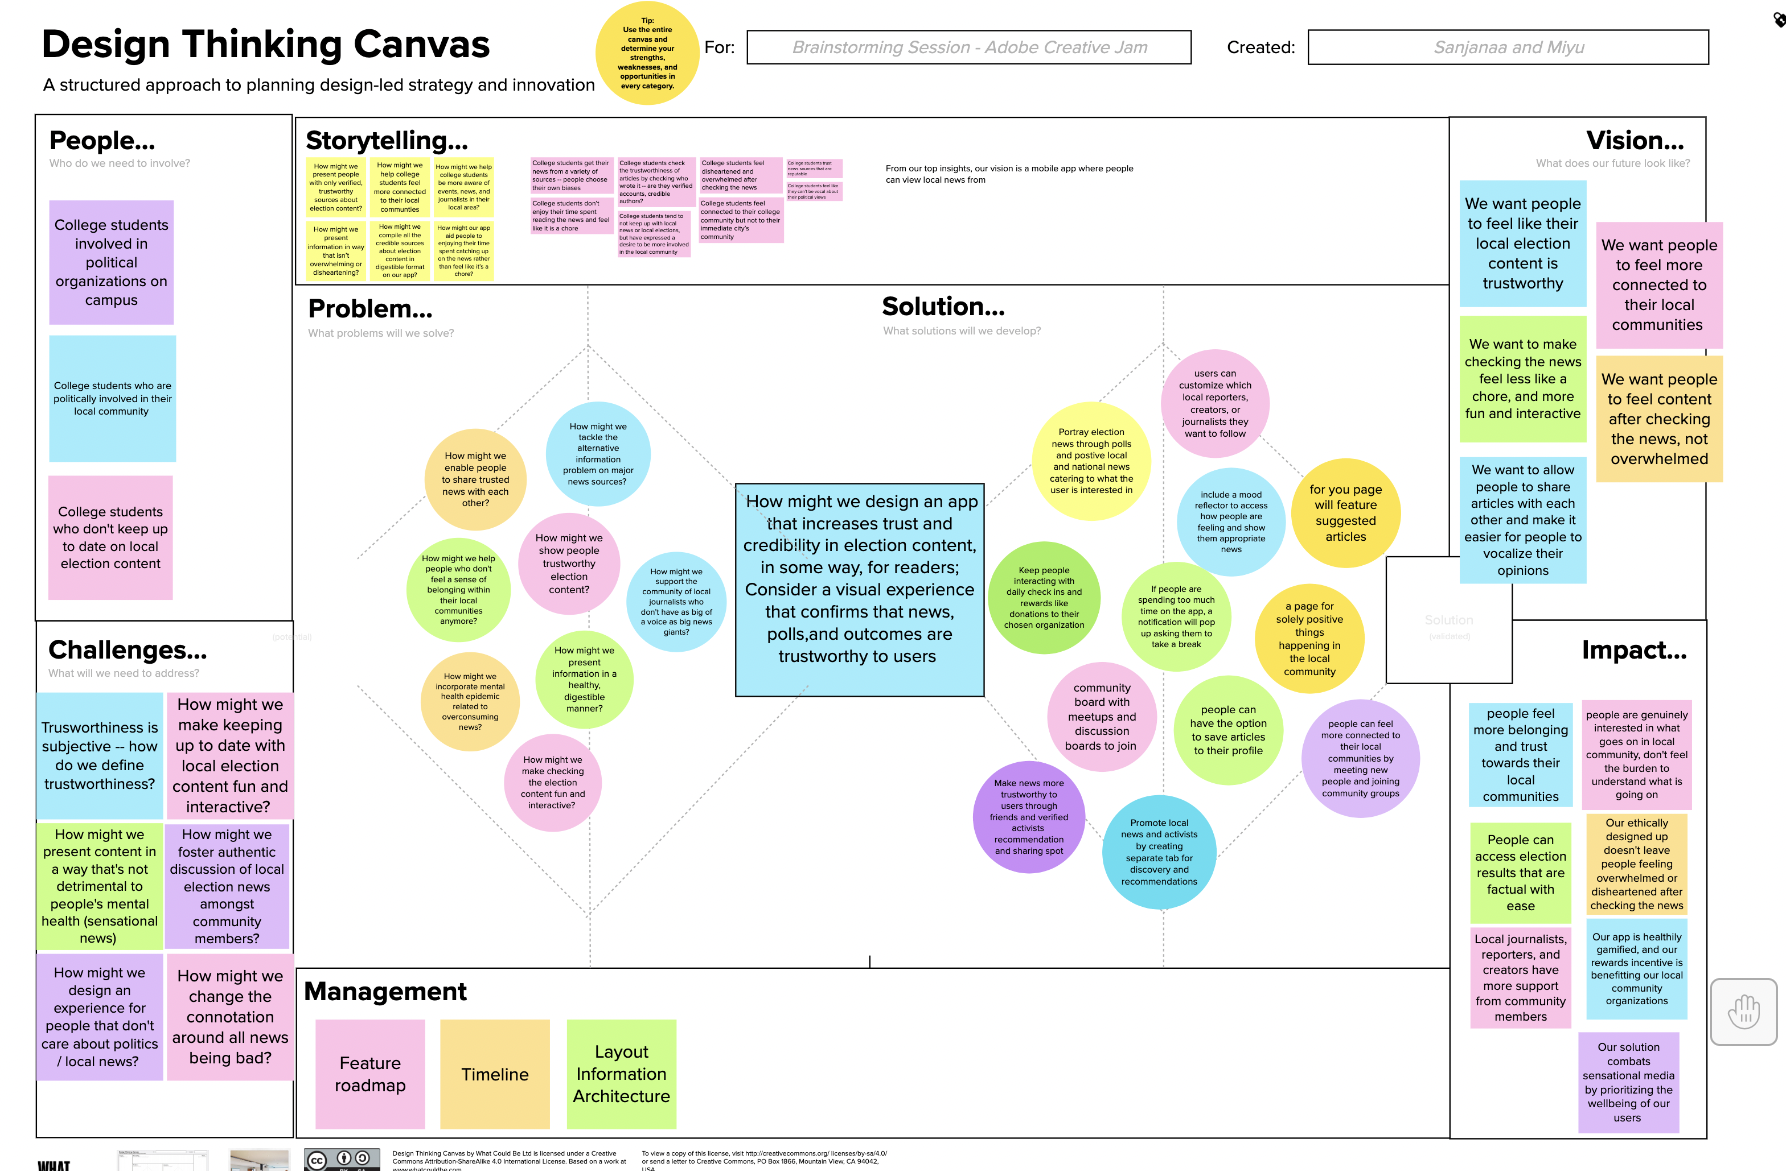 Design Thinking Canvas
A structured approach to planning design-led strategy and innovation
Tip:
Use the entire
canvas and
determine your
strengths,
weaknesses, and
opportunities in
every category.
For:
Brainstorming Session - Adobe Creative Jam
Created:
Sanjanaa and Miyu
People...
Who do we need to involve?
College students
involved in
political
organizations on
campus
College students who are
politically involved in their
local community
College students
who don't keep up
to date on local
election content
Storytelling...
How might we
present people
with only verified,
trustworthy
sources about
election content?
How might we
help college
students feel
more connected
to their local
communties
How might we help
college students
be more aware of
events, news, and
journalists in their
local area?
How might we
present
information in way
that isn't
overwhelming or
disheartening?
How might we
compile all the
credible sources
about election
content in
digestible format
on our app?
How might our app
aid people to
enjoying their time
spent catching up
on the news rather
than feel like it's a
chore?
College students get their
news from a variety of
sources -- people choose
their own biases
College students check
the trustworthiness of
articles by checking who
wrote it -- are they verified
accounts, credible
authors?
College students feel
disheartened and
overwhelmed after
checking the news
College students trust
news sources that are
reputable
College students feel like
they can't be vocal about
their political views
College students don't
enjoy their time spent
reading the news and feel
like it is a chore
College students tend to
not keep up with local
news or local elections,
but have expressed a
desire to be more involved
in the local community
College students feel
connected to their college
community but not to their
immediate city's
community
From our top insights, our vision is a mobile app where people
can view local news from
Vision...
What does our future look like?
We want people
to feel like their
local election
content is
trustworthy
We want people
to feel more
connected to
their local
communities
We want to make
checking the news
feel less like a
chore, and more
fun and interactive
We want people
to feel content
after checking
the news, not
overwhelmed
We want to allow
people to share
articles with each
other and make it
easier for people to
vocalize their
opinions
Problem...
What problems will we solve?
How might we
tackle the
alternative
information
problem on major
news sources?
How might we
enable people
to share trusted
news with each
other?
How might we
show people
trustworthy
election
content?
How might we help
people who don't
feel a sense of
belonging within
their local
communities
anymore?
How might we
support the
community of local
journalists who
don't have as big of
a voice as big news
giants?
How might we
present
information in a
healthy,
digestible
manner?
How might we
incorporate mental
health epidemic
related to
overconsuming
news?
How might we
make checking
the election
content fun and
interactive?
How might we design an app
that increases trust and
credibility in election content,
in some way, for readers;
Consider a visual experience
that confirms that news,
polls,and outcomes are
trustworthy to users
Solution...
What solutions will we develop?
users can
customize which
local reporters,
creators, or
journalists they
want to follow
Portray election
news through polls
and postive local
and national news
catering to what the
user is interested in
include a mood
reflector to access
how people are
feeling and show
them appropriate
news
for you page
will feature
suggested
articles
Keep people
interacting with
daily check ins and
rewards like
donations to their
chosen organization
If people are
spending too much
time on the app, a
notification will pop
up asking them to
take a break
a page for
solely positive
things
happening in
the local
community
community
board with
meetups and
discussion
boards to join
people can
have the option
to save articles
to their profile
people can feel
more connected to
their local
communities by
meeting new
people and joining
community groups
Make news more
trustworthy to
users through
friends and verified
activists
recommendation
and sharing spot
Promote local
news and activists
by creating
separate tab for
discovery and
recommendations
Solution
(validated)
(potential)
Challenges...
What will we need to address?
Trusworthiness is
subjective -- how
do we define
trustworthiness?
How might we
make keeping
up to date with
local election
content fun and
interactive?
How might we
present content in
a way that's not
detrimental to
people's mental
health (sensational
news)
How might we
foster authentic
discussion of local
election news
amongst
community
members?
How might we
design an
experience for
people that don't
care about politics
/ local news?
How might we
change the
connotation
around all news
being bad?
Management
Feature
roadmap
Timeline
Layout
Information
Architecture
Impact...
people feel
more belonging
and trust
towards their
local
communities
people are genuinely
interested in what
goes on in local
community, don't feel
the burden to
understand what is
going on
People can
access election
results that are
factual with
ease
Our ethically
designed up
doesn't leave
people feeling
overwhelmed or
disheartened after
checking the news
Local journalists,
reporters, and
creators have
more support
from community
members
Our app is healthily
gamified, and our
rewards incentive is
benefitting our local
community
organizations
Our solution
combats
sensational media
by prioritizing the
wellbeing of our
users
WHAT
cc
Design Thinking Canvas by What Could Be Ltd is licensed under a Creative
Commons Attribution-ShareAlike 4.0 International License. Based on a work at
www.whatcouldbe.com
To view a copy of this license, visit http://creativecommons.org/ licenses/by-sa/4.0/
or send a letter to Creative Commons, PO Box 1866, Mountain View, CA 94042,
USA